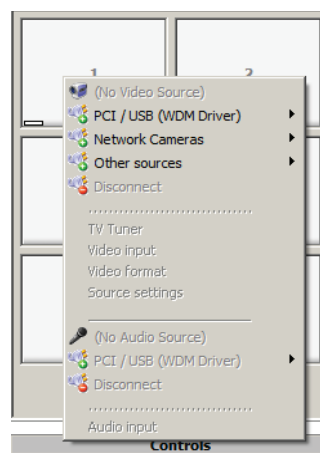 1 2
(No Video Source)
PCI / USB (WDM Driver)
Network Cameras
Other sources
Disconnect
TV Tuner
Video input
Video format
Source settings
(No Audio Source)
PCI / USB (WDM Driver)
Disconnect
Audio input
Controls